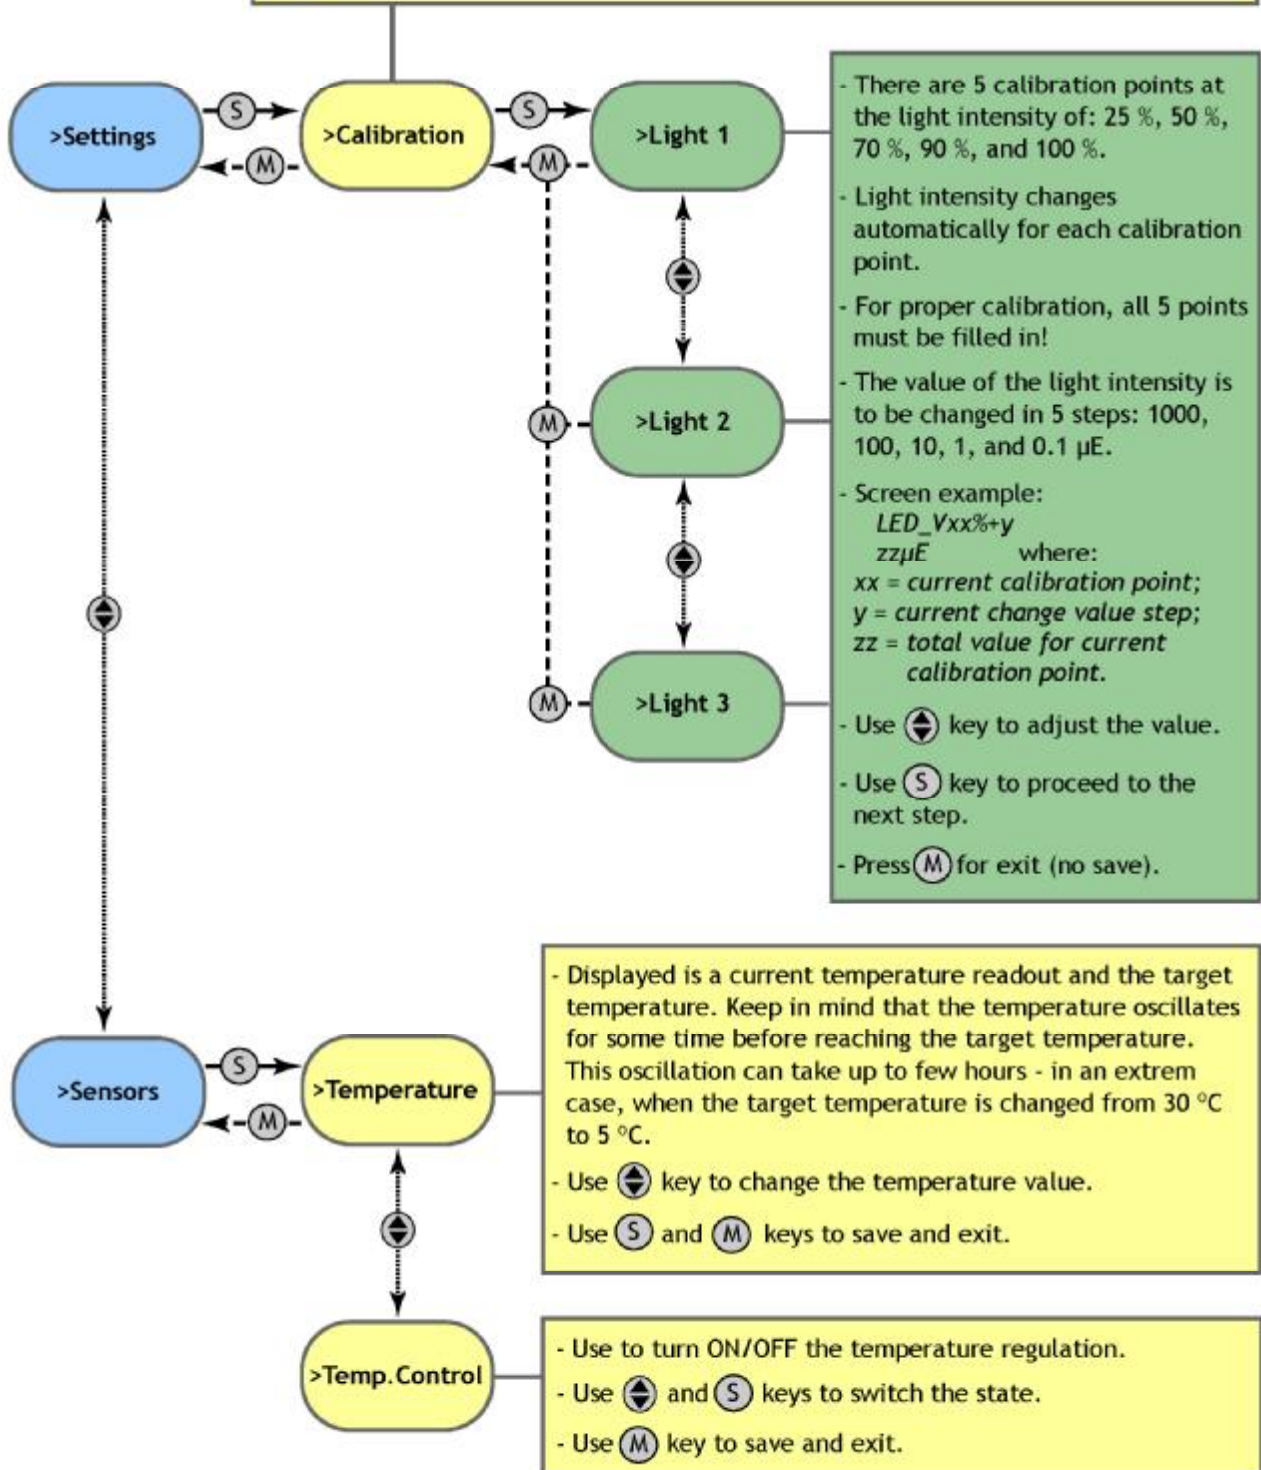 >Settings
S
M
>Calibration
S
M
>Light 1
- There are 5 calibration points at
the light intensity of: 25 %, 50 %,
70 %, 90 %, and 100 %.
- Light intensity changes
automatically for each calibration
point.
- For proper calibration, all 5 points
must be filled in!
- The value of the light intensity is
to be changed in 5 steps: 1000,
100, 10, 1, and 0.1 µE.
- Screen example:
LED_Vxx%+y
zzµE where:
xx = current calibration point;
y = current change value step;
zz = total value for current
calibration point.
- Use key to adjust the value.
- Use S key to proceed to the
next step.
- Press M for exit (no save).
M
>Light 2
M
>Light 3
>Sensors
S
M
>Temperature
- Displayed is a current temperature readout and the target
temperature. Keep in mind that the temperature oscillates
for some time before reaching the target temperature.
This oscillation can take up to few hours - in an extrem
case, when the target temperature is changed from 30 °C
to 5 °C.
- Use key to change the temperature value.
- Use S and M keys to save and exit.
>Temp.Control
- Use to turn ON/OFF the temperature regulation.
- Use and S keys to switch the state.
- Use M key to save and exit.